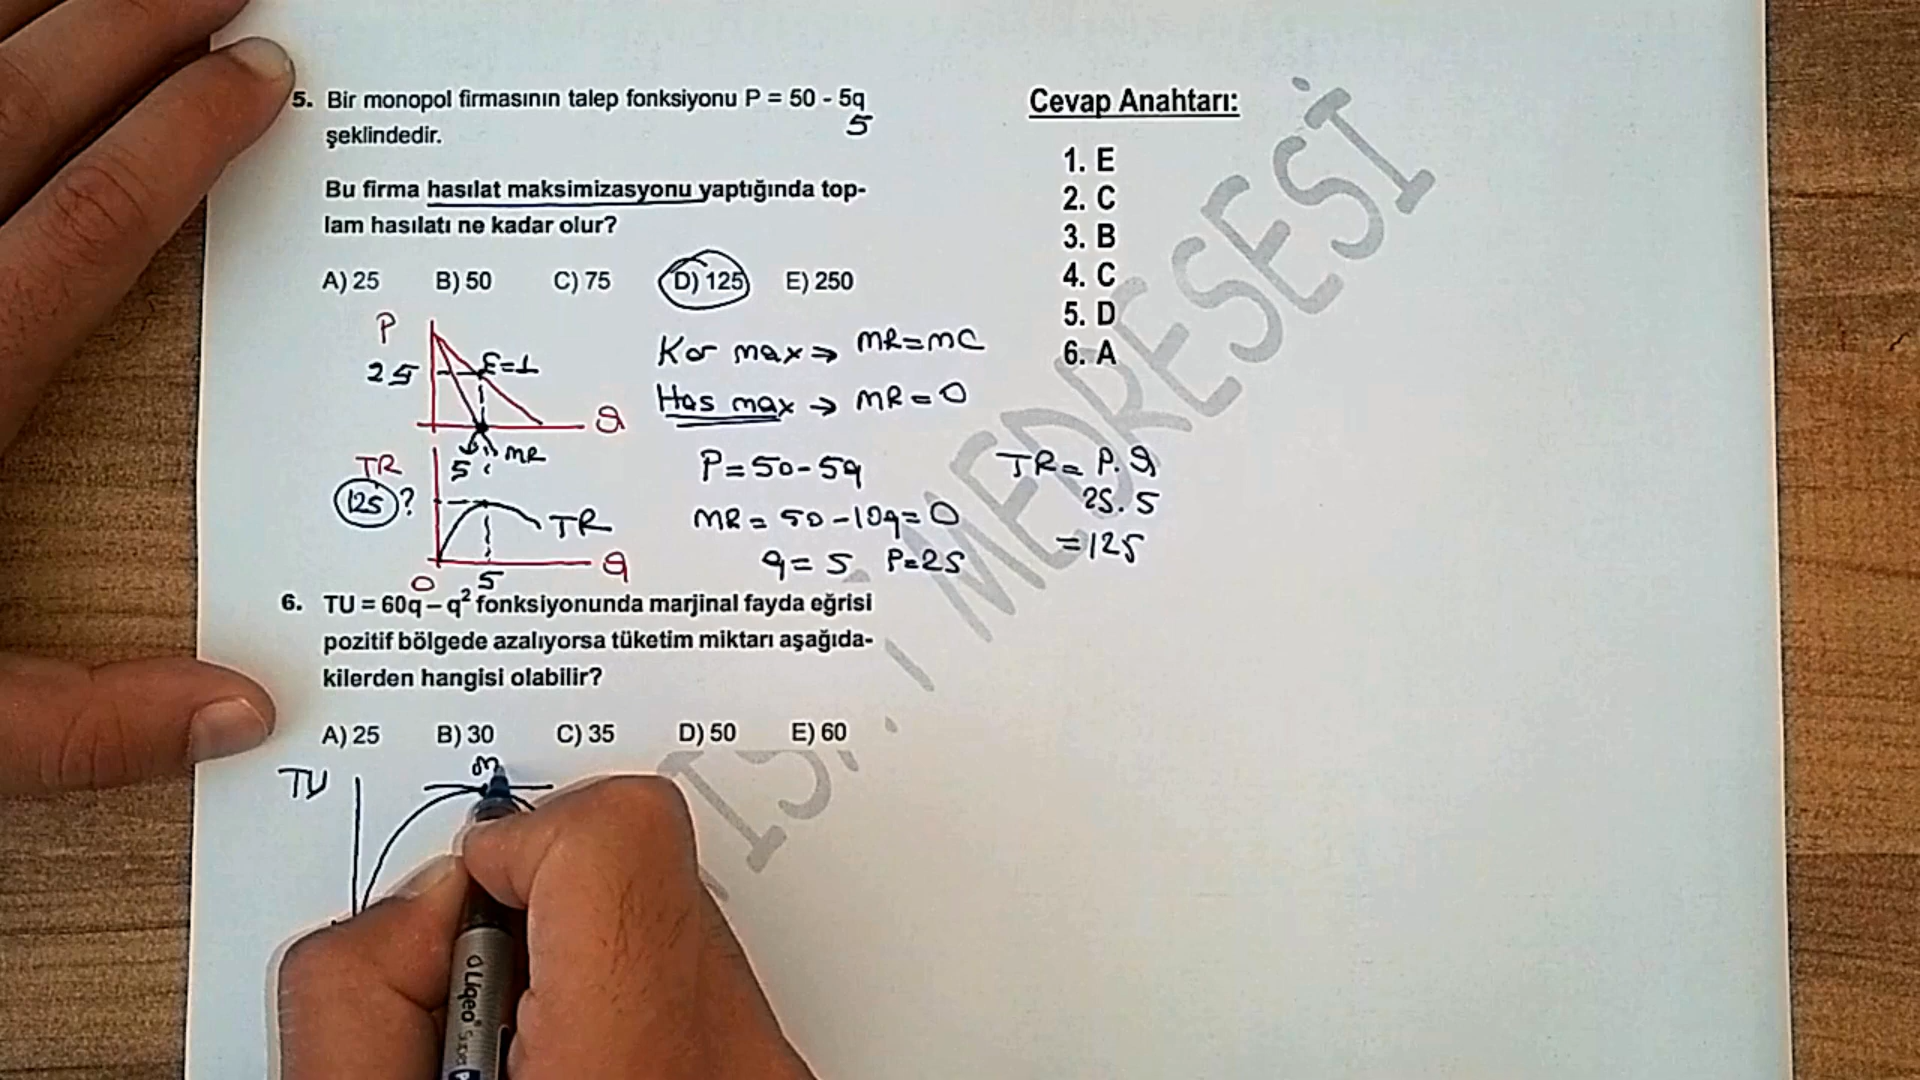 5. Bir monopol firmasının talep fonksiyonu P = 50 - 5q
5
şeklindedir.
Bu firma hasılat maksimizasyonu yaptığında top-
lam hasılatı ne kadar olur?
A) 25 B) 50 C) 75 D) 125 E) 250
P
25
E=1
Q
MR
5
Kar max ⇒ MR=MC
Has max → MR=0
TR
125 ?
TR
Q
0
5
P=50-5q
MR=50-10q=0
q=5 P=25
TR=P.Q
25.5
=125
6. TU = 60q – q² fonksiyonunda marjinal fayda eğrisi
pozitif bölgede azalıyorsa tüketim miktarı aşağıda-
kilerden hangisi olabilir?
A) 25 B) 30 C) 35 D) 50 E) 60
TU
m
Cevap Anahtarı:
1. E
2. C
3. B
4. C
5. D
6. A
MEDRESESİ
Liqeo